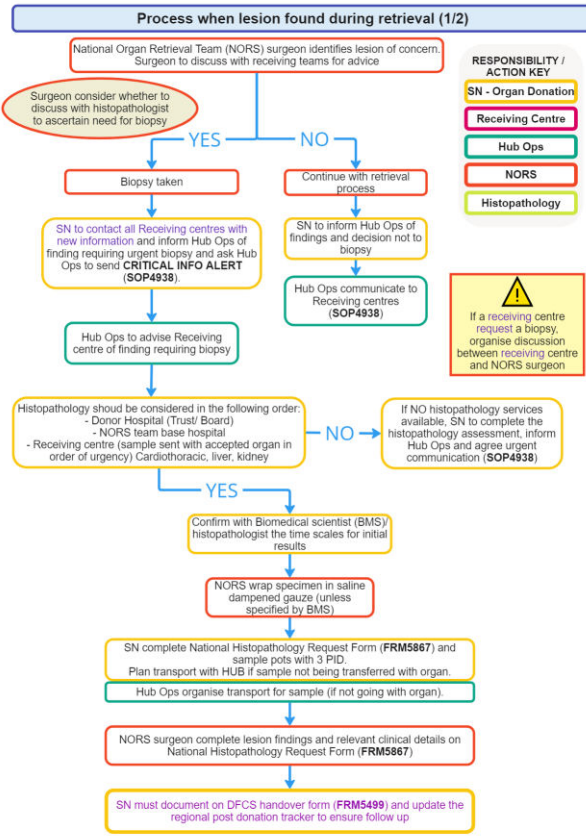 Process when lesion found during retrieval (1/2)
National Organ Retrieval Team (NORS) surgeon identifies lesion of concern.
Surgeon to discuss with receiving teams for advice
RESPONSIBILITY /
ACTION KEY
SN - Organ Donation
Receiving Centre
Hub Ops
NORS
Histopathology
Surgeon consider whether to
discuss with histopathologist
to ascertain need for biopsy
YES
NO
Biopsy taken
Continue with retrieval
process
SN to contact all Receiving centres with
new information and inform Hub Ops of
finding requiring urgent biopsy and ask Hub
Ops to send CRITICAL INFO ALERT
(SOP4938).
SN to inform Hub Ops of
findings and decision not to
biopsy
Hub Ops communicate to
Receiving centres
(SOP4938)
If a receiving centre
request a biopsy,
organise discussion
between receiving centre
and NORS surgeon
Hub Ops to advise Receiving
centre of finding requiring biopsy
Histopathology shoud be considered in the following order:
- Donor Hospital (Trust/ Board)
- NORS team base hospital
- Receiving centre (sample sent with accepted organ in
order of urgency) Cardiothoracic, liver, kidney
NO
If NO histopathology services
available, SN to complete the
histopathology assessment, inform
Hub Ops and agree urgent
communication (SOP4938)
YES
Confirm with Biomedical scientist (BMS)/
histopathologist the time scales for initial
results
NORS wrap specimen in saline
dampened gauze (unless
specified by BMS)
SN complete National Histopathology Request Form (FRM5867) and
sample pots with 3 PID.
Plan transport with HUB if sample not being transferred with organ.
Hub Ops organise transport for sample (if not going with organ).
NORS surgeon complete lesion findings and relevant clinical details on
National Histopathology Request Form (FRM5867)
SN must document on DFCS handover form (FRM5499) and update the
regional post donation tracker to ensure follow up